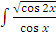 ∫ √(cos 2x) / cos x